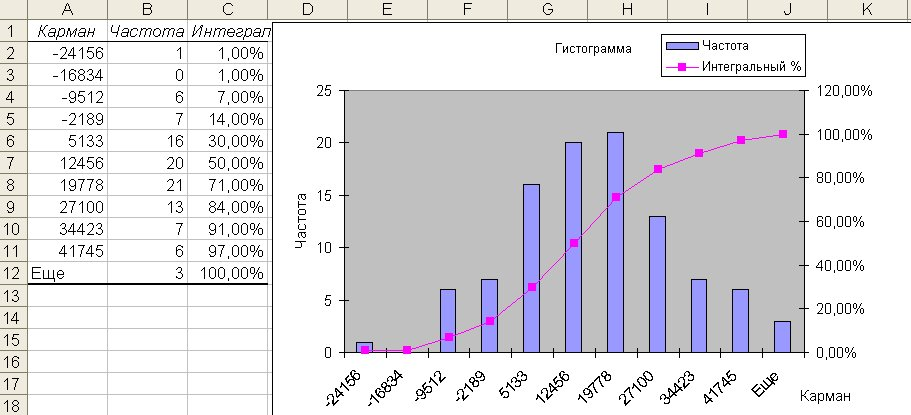 A B C D E F G H I J K
1 Карман Частота Интеграл
2 -24156 1 1,00%
3 -16834 0 1,00%
4 -9512 6 7,00%
5 -2189 7 14,00%
6 5133 16 30,00%
7 12456 20 50,00%
8 19778 21 71,00%
9 27100 13 84,00%
10 34423 7 91,00%
11 41745 6 97,00%
12 Еще 3 100,00%
13
14
15
16
17
18
Гистограмма
Частота
Интегральный %
25 120,00%
20 100,00%
15 80,00%
10 60,00%
5 40,00%
0 20,00%
0,00%
Частота
-24156 -16834 -9512 -2189 5133 12456 19778 27100 34423 41745 Еще
Карман